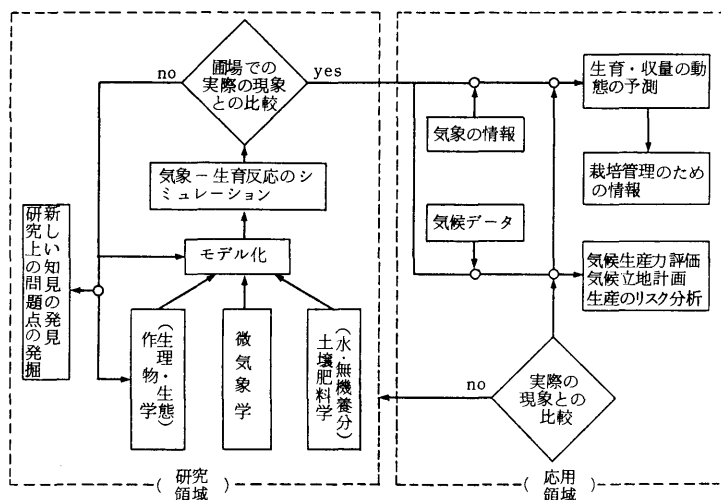 圃場での
実際の現象
との比較
no
yes
気象－生育反応のシ
ミュレーション
モデル化
新しい知見の発見
研究上の問題点の発掘
作物学
(生理・生態)
微気象学
土壌肥料学
(水・無機養分)
研究
領域
生育・収量の動
態の予測
気象の情報
栽培管理のため
の情報
気候データ
気候生産力評価
気候立地計画
生産のリスク分析
no
実際の
現象との
比較
応用
領域